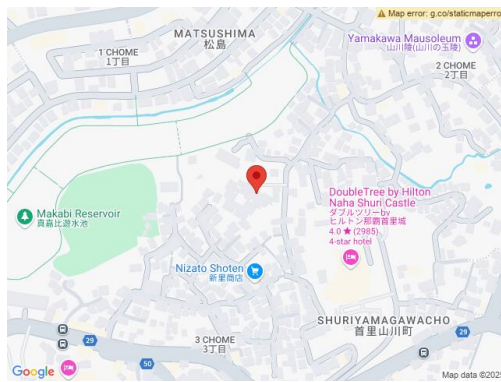 Map error: g.co/staticmaperro
MATSUSHIMA
松島
1 CHOME
1丁目
Yamakawa Mausoleum
山川陵(山川の玉陵)
2 CHOME
2丁目
DoubleTree by Hilton
Naha Shuri Castle
ダブルツリーby
ヒルトン那覇首里城
4.0 ★ (2985)
4-star hotel
Makabi Reservoir
真嘉比遊水池
Nizato Shoten
新里商店
SHURIYAMAGAWACHO
首里山川町
3 CHOME
3丁目
29
29
50
Google
Map data ©2025